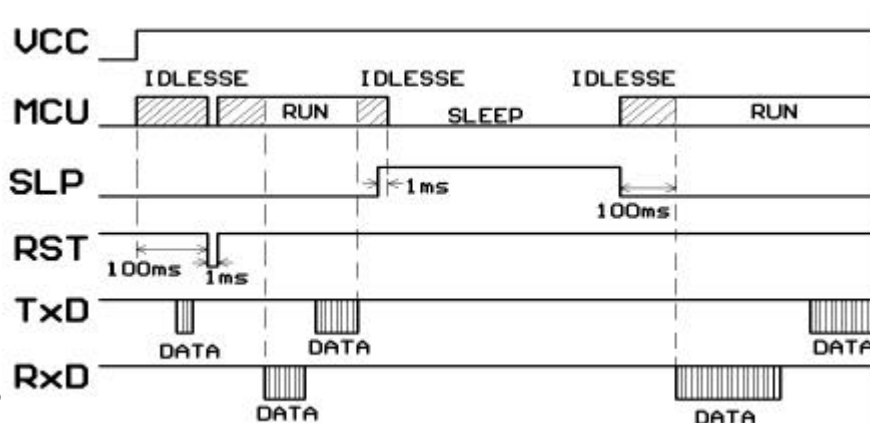 VCC
IDLESSE IDLESSE IDLESSE
MCU RUN SLEEP RUN
SLP 1ms
100ms
RST
100ms 1ms
TxD
DATA DATA DATA
RxD
DATA DATA